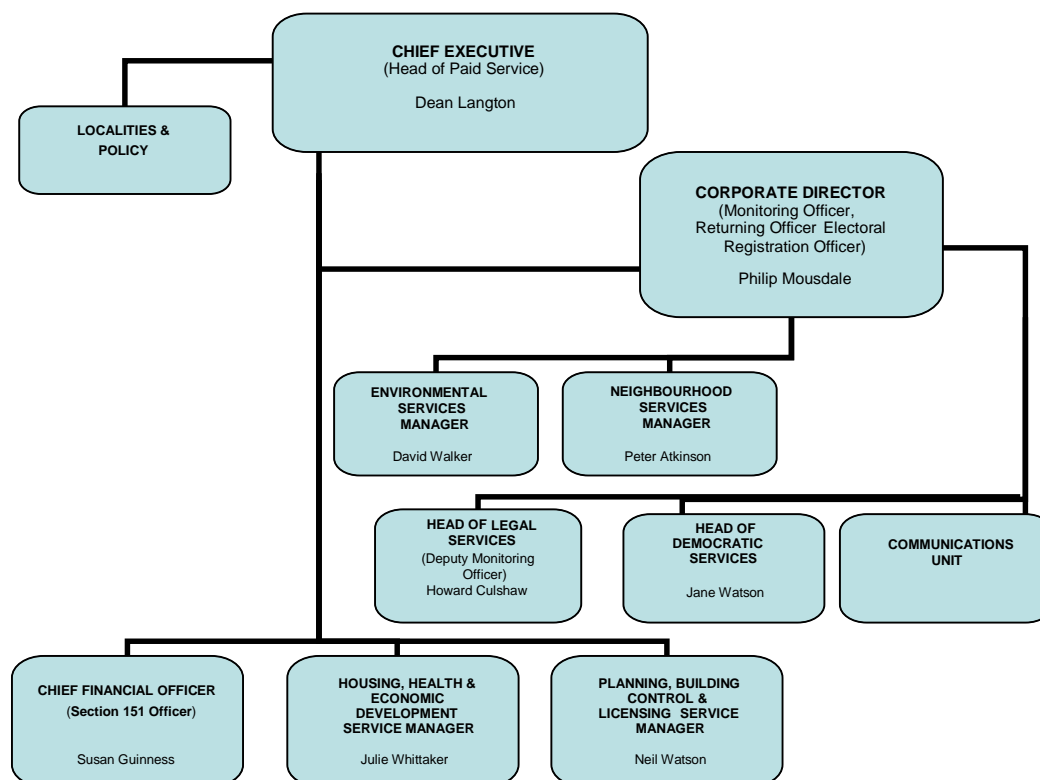 CHIEF EXECUTIVE
(Head of Paid Service)
Dean Langton
LOCALITIES &
POLICY
CORPORATE DIRECTOR
(Monitoring Officer,
Returning Officer Electoral
Registration Officer)
Philip Mousdale
ENVIRONMENTAL
SERVICES
MANAGER
David Walker
NEIGHBOURHOOD
SERVICES
MANAGER
Peter Atkinson
HEAD OF LEGAL
SERVICES
(Deputy Monitoring
Officer)
Howard Culshaw
HEAD OF
DEMOCRATIC
SERVICES
Jane Watson
COMMUNICATIONS
UNIT
CHIEF FINANCIAL OFFICER
(Section 151 Officer)
Susan Guinness
HOUSING, HEALTH &
ECONOMIC
DEVELOPMENT
SERVICE MANAGER
Julie Whittaker
PLANNING, BUILDING
CONTROL &
LICENSING SERVICE
MANAGER
Neil Watson